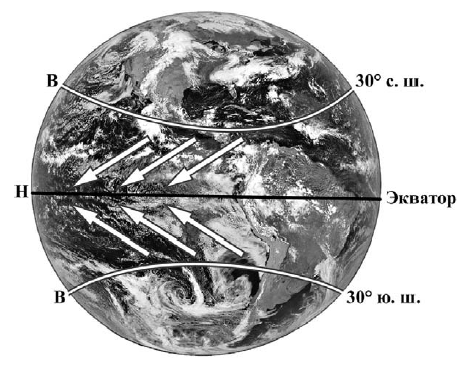 В 30° с. ш.
Н Экватор
В 30° ю. ш.